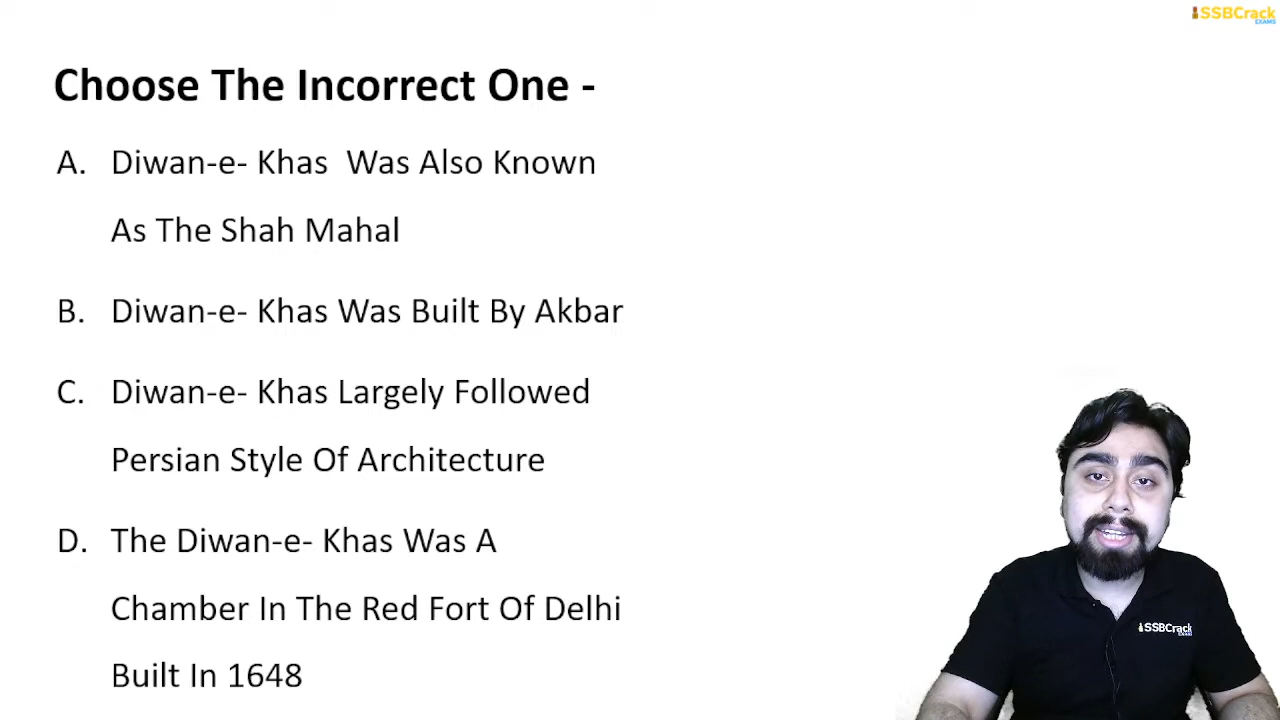 SSBCrack
EXAMS
Choose The Incorrect One -
A. Diwan-e- Khas Was Also Known
As The Shah Mahal
B. Diwan-e- Khas Was Built By Akbar
C. Diwan-e- Khas Largely Followed
Persian Style Of Architecture
D. The Diwan-e- Khas Was A
Chamber In The Red Fort Of Delhi
Built In 1648
SSBCrack
EXAMS